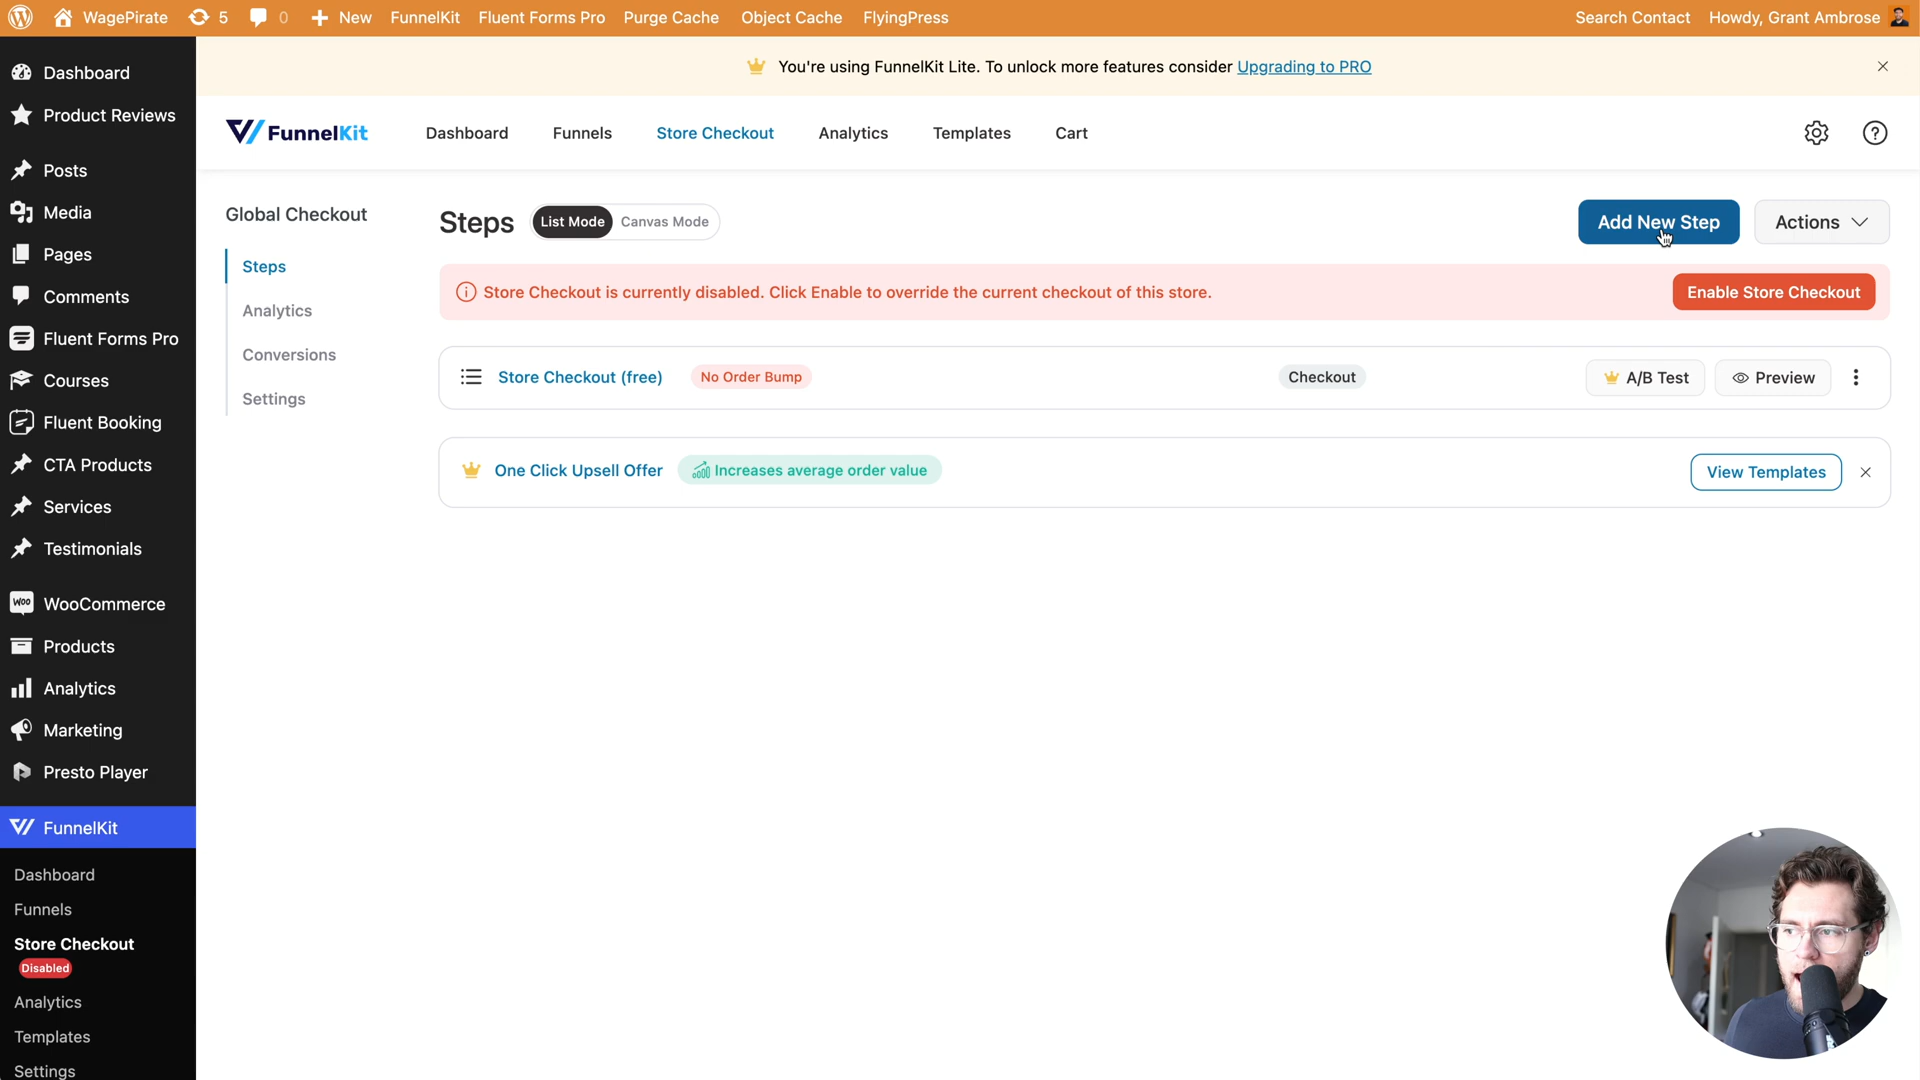 WagePirate 5 0 New FunnelKit Fluent Forms Pro Purge Cache Object Cache FlyingPress Search Contact Howdy, Grant Ambrose
You're using FunnelKit Lite. To unlock more features consider Upgrading to PRO
FunnelKit Dashboard Funnels Store Checkout Analytics Templates Cart
Dashboard
Product Reviews
Posts
Media
Pages
Comments
Fluent Forms Pro
Courses
Fluent Booking
CTA Products
Services
Testimonials
WOO WooCommerce
Products
Analytics
Marketing
Presto Player
FunnelKit
Dashboard
Funnels
Store Checkout
Disabled
Analytics
Templates
Settings
Global Checkout
Steps
Analytics
Conversions
Settings
Steps List Mode Canvas Mode Add New Step Actions
Store Checkout is currently disabled. Click Enable to override the current checkout of this store. Enable Store Checkout
Store Checkout (free) No Order Bump Checkout A/B Test Preview
One Click Upsell Offer Increases average order value View Templates